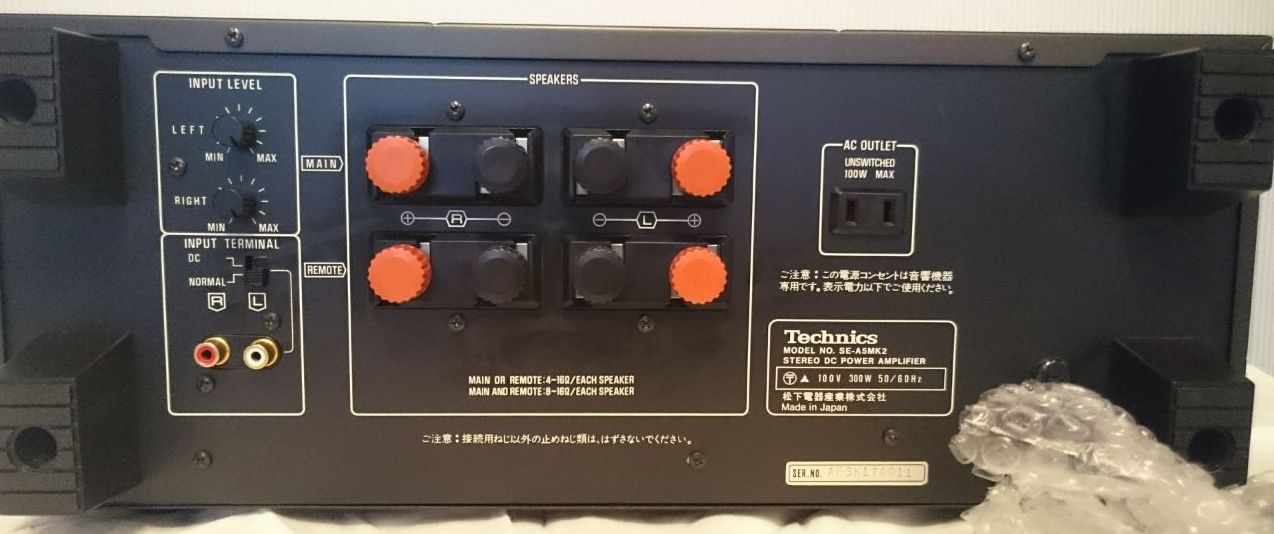 INPUT LEVEL
LEFT
MIN MAX
RIGHT
MIN MAX
INPUT TERMINAL
DC
NORMAL
R L
MAIN
REMOTE
SPEAKERS
⊕ R ⊖
⊖ L ⊕
MAIN OR REMOTE:4-16Ω/EACH SPEAKER
MAIN AND REMOTE:8-16Ω/EACH SPEAKER
ご注意:接続用ねじ以外の止めねじ類は、はずさないでください。
AC OUTLET
UNSWITCHED
100W MAX
ご注意:この電源コンセントは音響機器
専用です。表示電力以下でご使用ください。
Technics
MODEL NO. SE-A5MK2
STEREO DC POWER AMPLIFIER
100V 300W 50/60Hz
松下電器産業株式会社
Made in Japan
SER.NO.